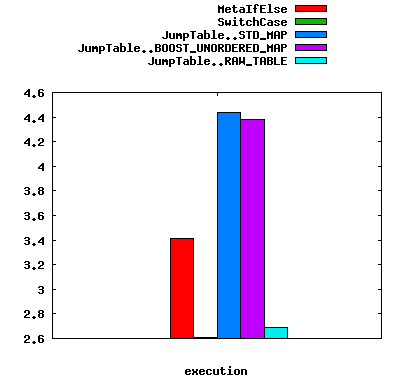 MetaIfElse
SwitchCase
JumpTable..STD_MAP
JumpTable..BOOST_UNORDERED_MAP
JumpTable..RAW_TABLE
4.6
4.4
4.2
4
3.8
3.6
3.4
3.2
3
2.8
2.6
execution